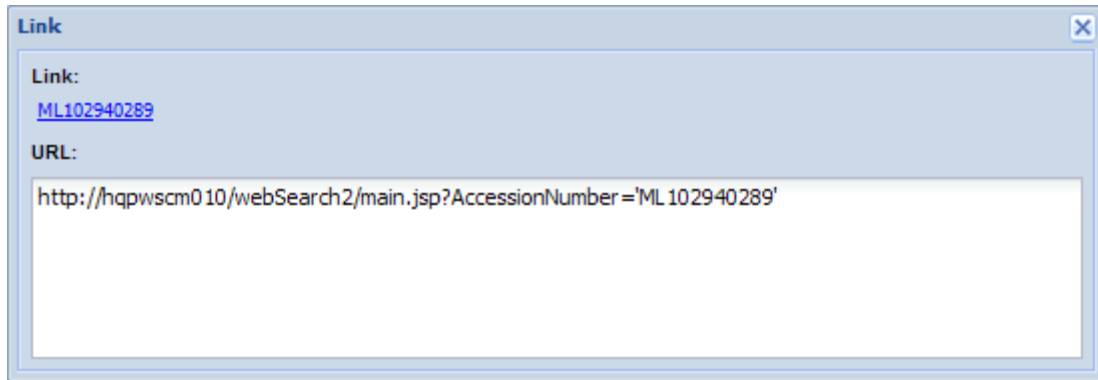 Link
Link:
ML102940289
URL:
http://hqpwscm010/webSearch2/main.jsp?AccessionNumber='ML102940289'